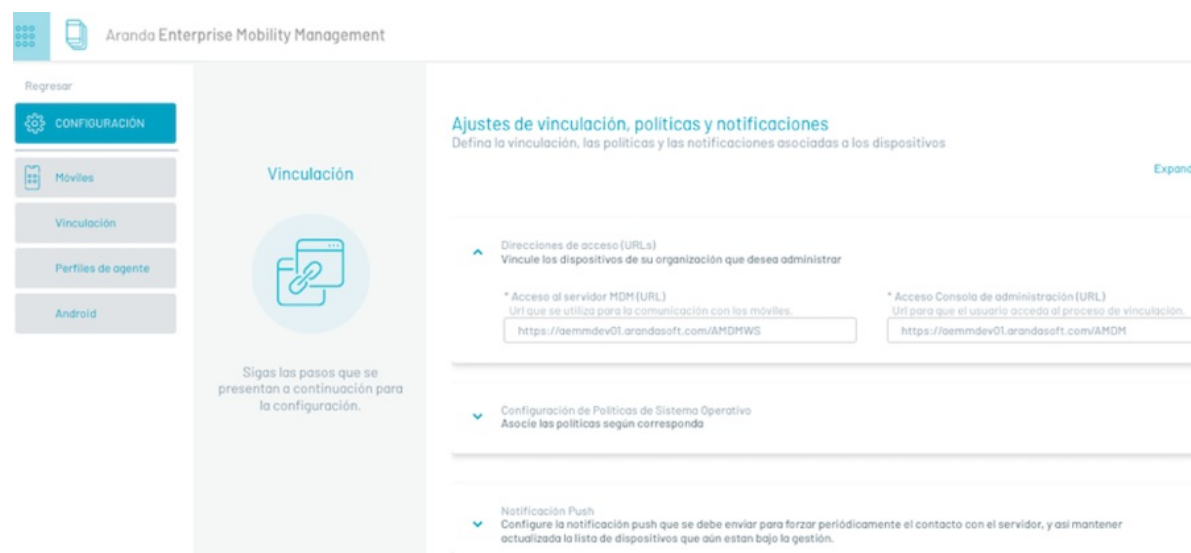 Aranda Enterprise Mobility Management
Regresar
CONFIGURACIÓN
Móviles
Vinculación
Perfiles de agente
Android
Vinculación
Sigas las pasos que se
presentan a continuación para
la configuración.
Ajustes de vinculación, políticas y notificaciones
Defina la vinculación, las políticas y las notificaciones asociadas a los dispositivos
Expand
Direcciones de acceso (URLs)
Vincule los dispositivos de su organización que desea administrar
* Acceso al servidor MDM (URL)
Url que se utiliza para la comunicación con los móviles.
https://aemmdev01.arandasoft.com/AMDMWS
* Acceso Consola de administración (URL)
Url para que el usuario acceda al proceso de vinculación.
https://aemmdev01.arandasoft.com/AMDM
Configuración de Políticas de Sistema Operativo
Asocie las políticas según corresponda
Notificación Push
Configure la notificación push que se debe enviar para forzar periódicamente el contacto con el servidor, y así mantener
actualizada la lista de dispositivos que aún estan bajo la gestión.